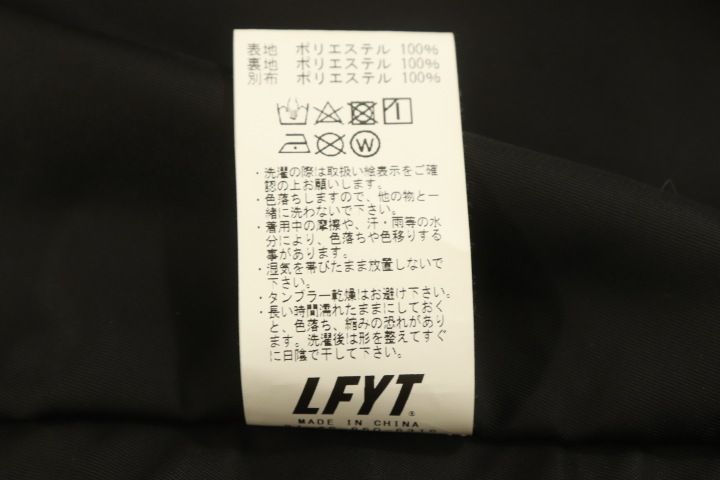 表地 ポリエステル 100%
裏地 ポリエステル 100%
別布 ポリエステル 100%
W
・洗濯の際は取扱い絵表示をご確
認の上お願いします。
・色落ちしますので、他の物と一
緒に洗わないで下さい。
・着用中の摩擦や、汗・雨等の水
分により、色落ちや色移りする
事があります。
・湿気を帯びたまま放置しないで
下さい。
・タンブラー乾燥はお避け下さい。
・長い時間濡れたままにしておく
と、色落ち、縮みの恐れがあり
ます。洗濯後は形を整えてすぐ
に日陰で干して下さい。
LFYT®
MADE IN CHINA